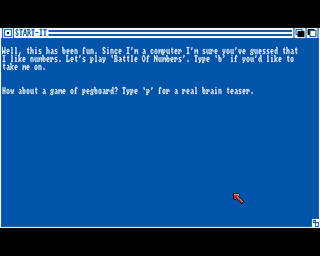 START-IT
Well, this has been fun. Since I'm a computer I'm sure you've guessed that
I like numbers. Let's play 'Battle Of Numbers'. Type 'b' if you'd like to
take me on.
How about a game of pegboard? Type 'p' for a real brain teaser.